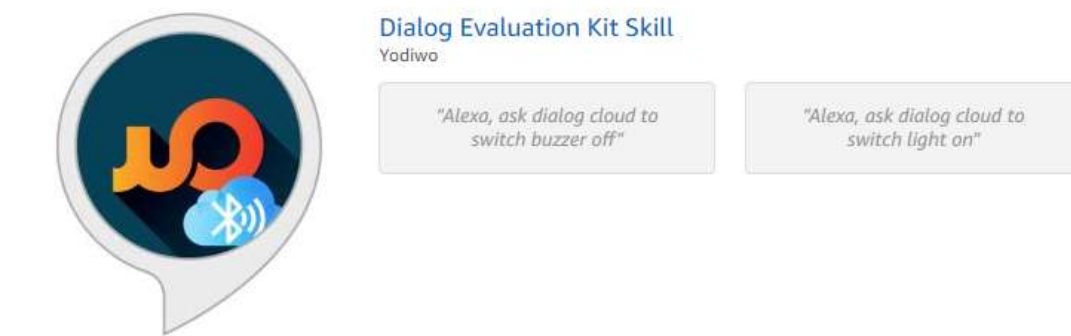 Dialog Evaluation Kit Skill
Yodiwo
"Alexa, ask dialog cloud to
switch buzzer off"
"Alexa, ask dialog cloud to
switch light on"